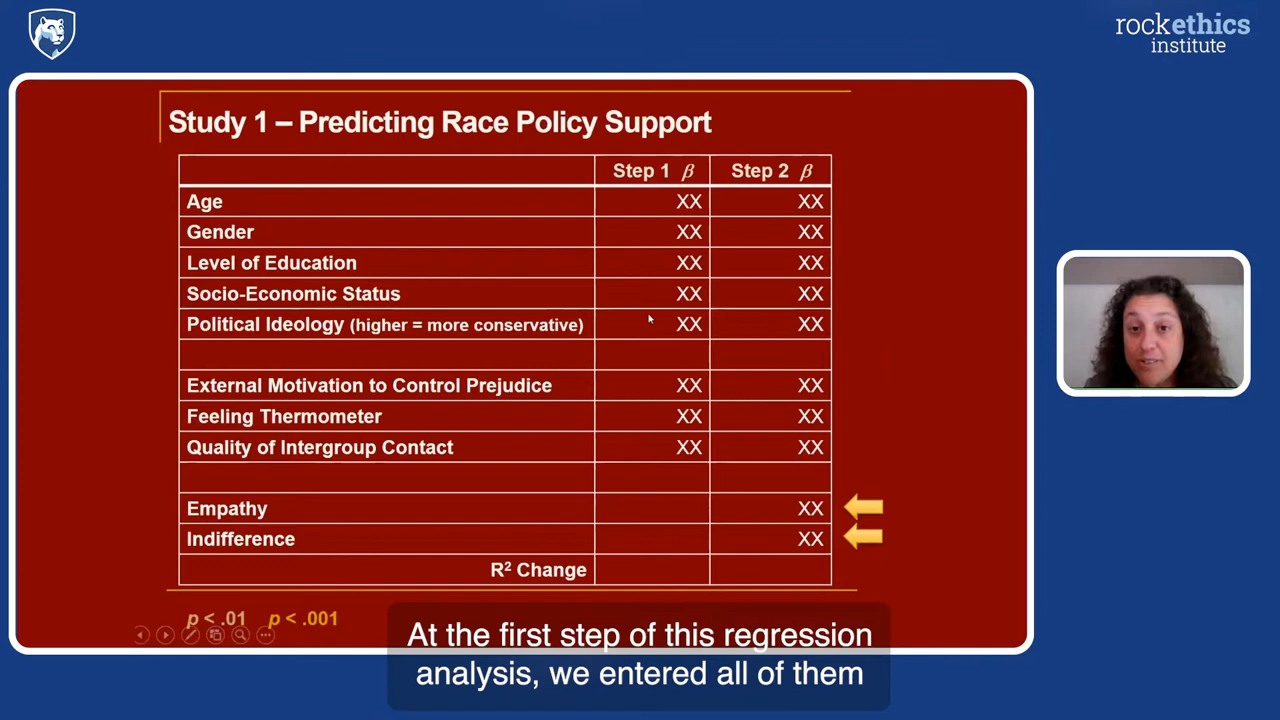 rockethics
institute
Study 1 – Predicting Race Policy Support
Step 1 β Step 2 β
Age XX XX
Gender XX XX
Level of Education XX XX
Socio-Economic Status XX XX
Political Ideology (higher = more conservative) XX XX
External Motivation to Control Prejudice XX XX
Feeling Thermometer XX XX
Quality of Intergroup Contact XX XX
Empathy XX
Indifference XX
R² Change
p < .01 p < .001
At the first step of this regression
analysis, we entered all of them